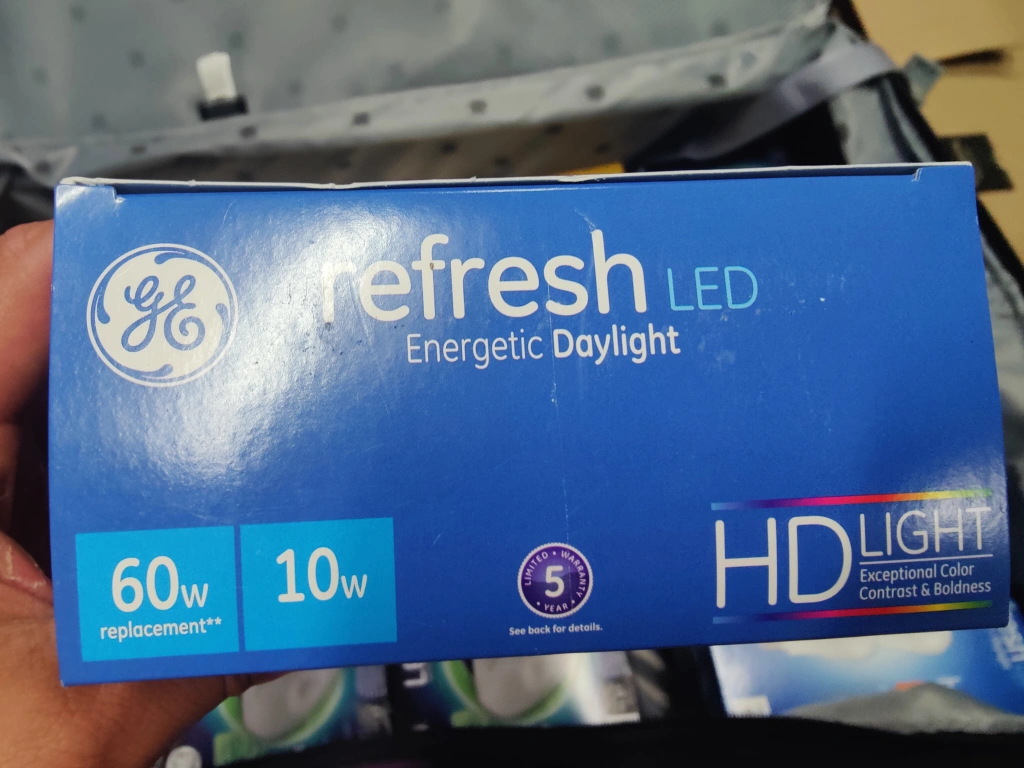 GE
refresh LED
Energetic Daylight
60w
replacement**
10w
LIMITED • WARRANTY
5
• YEAR •
See back for details.
HD LIGHT
Exceptional Color
Contrast & Boldness